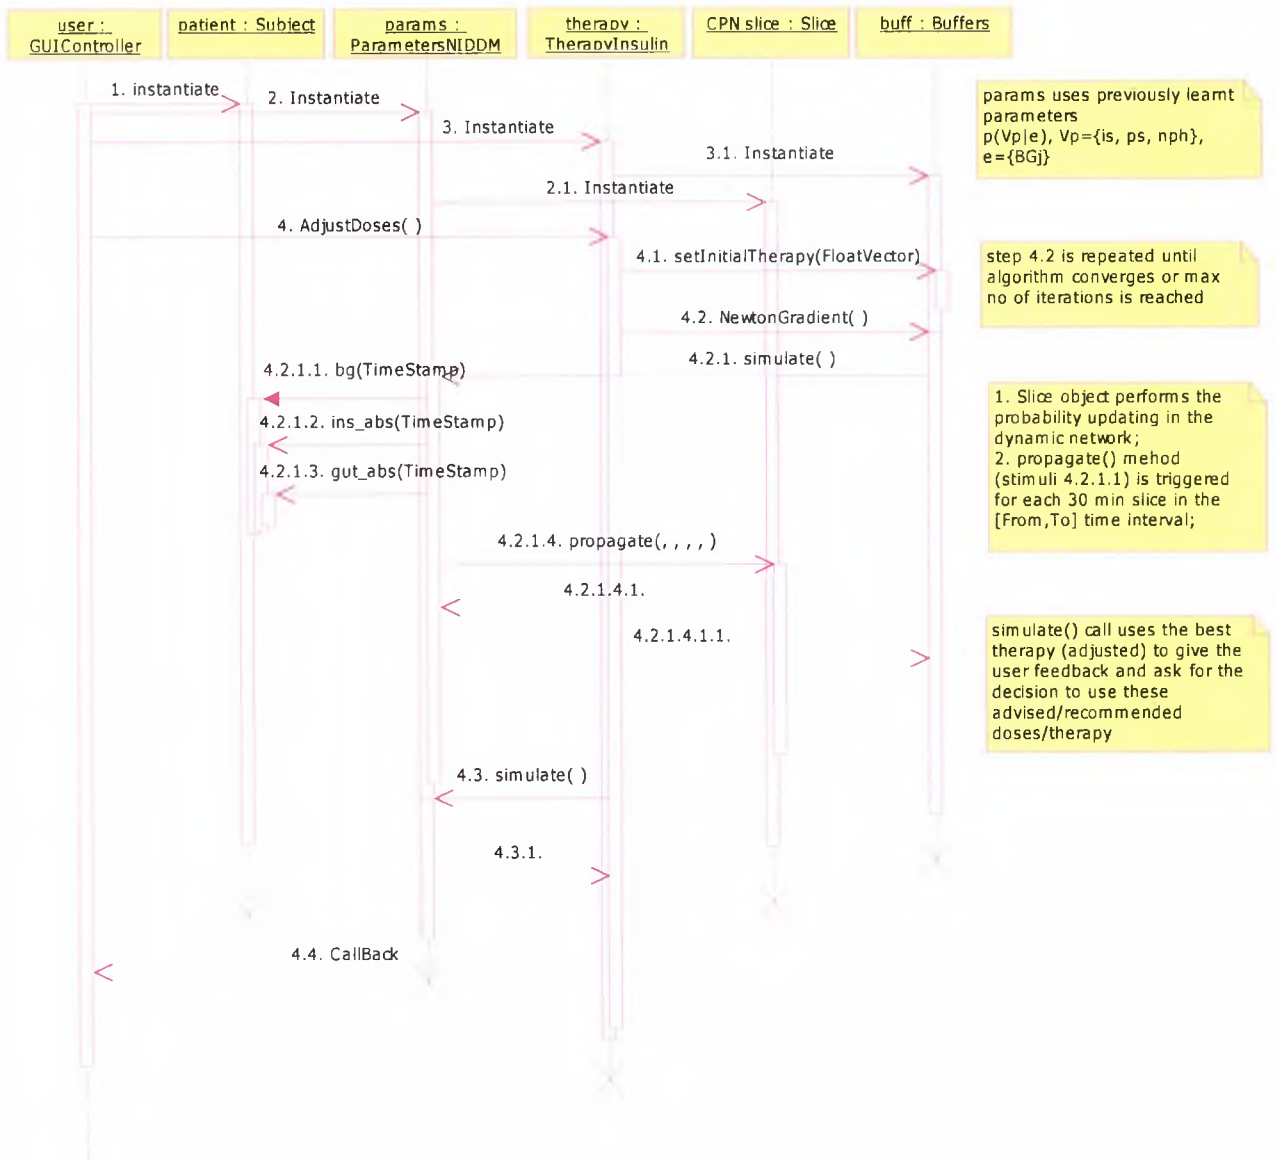 user :
GUIController
patient : Subject
params :
ParametersNIDDM
therapy :
TherapyInsulin
CPN slice : Slice
buff : Buffers
1. instantiate
2. Instantiate
3. Instantiate
3.1. Instantiate
2.1. Instantiate
4. AdjustDoses( )
4.1. setInitialTherapy(FloatVector)
4.2. NewtonGradient( )
4.2.1. simulate( )
4.2.1.1. bg(TimeStamp)
4.2.1.2. ins_abs(TimeStamp)
4.2.1.3. gut_abs(TimeStamp)
4.2.1.4. propagate(, , , , )
4.2.1.4.1.
4.2.1.4.1.1.
4.3. simulate( )
4.3.1.
4.4. CallBack
params uses previously learnt
parameters
p(Vp|e), Vp={is, ps, nph},
e={BGj}
step 4.2 is repeated until
algorithm converges or max
no of iterations is reached
1. Slice object performs the
probability updating in the
dynamic network;
2. propagate() mehod
(stimuli 4.2.1.1) is triggered
for each 30 min slice in the
[From,To] time interval;
simulate() call uses the best
therapy (adjusted) to give the
user feedback and ask for the
decision to use these
advised/recommended
doses/therapy